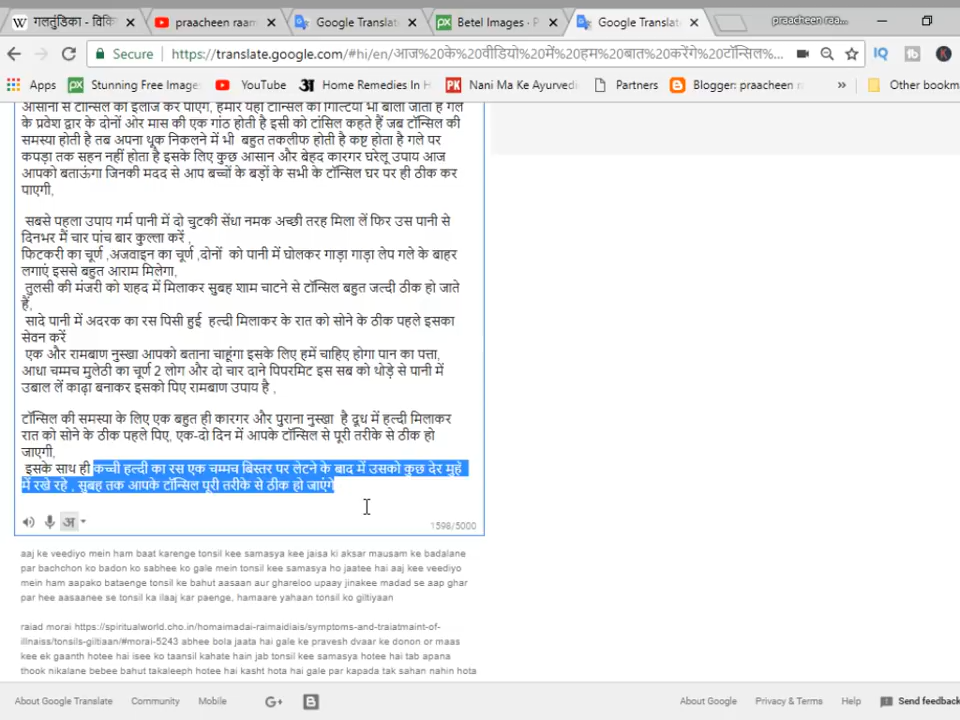 W गलतुंडिका - विकि
praacheen raam
Google Translat
Betel Images · P
Google Translat
praacheen raa...
Secure
https://translate.google.com/#hi/en/आज%20के%20वीडियो%20में%20हम%20बात%20करेंगे%20टॉन्सिल%...
IQ
K
Apps
Stunning Free Image
YouTube
Home Remedies In H
Nani Ma Ke Ayurvedi
Partners
Blogger: praacheen r
»
Other bookm
आसानी से टॉन्सिल का इलाज कर पाएंगे, हमारे यहाँ टॉन्सिल को गिल्टियाँ भी बोला जाता है गले
के प्रवेश द्वार के दोनों ओर मास की एक गांठ होती है इसी को टांसिल कहते हैं जब टॉन्सिल की
समस्या होती है तब अपना थूक निकलने में भी बहुत तकलीफ होती है कष्ट होता है गले पर
कपड़ा तक सहन नहीं होता है इसके लिए कुछ आसान और बेहद कारगर घरेलू उपाय आज
आपको बताऊंगा जिनकी मदद से आप बच्चों के बड़ों के सभी के टॉन्सिल घर पर ही ठीक कर
पाएगी,
सबसे पहला उपाय गर्म पानी में दो चुटकी सेंधा नमक अच्छी तरह मिला लें फिर उस पानी से
दिनभर मैं चार पांच बार कुल्ला करें ,
फिटकरी का चूर्ण ,अजवाइन का चूर्ण ,दोनों को पानी में घोलकर गाड़ा गाड़ा लेप गले के बाहर
लगाएं इससे बहुत आराम मिलेगा,
तुलसी की मंजरी को शहद में मिलाकर सुबह शाम चाटने से टॉन्सिल बहुत जल्दी ठीक हो जाते
हैं,
सादे पानी में अदरक का रस पिसी हुई हल्दी मिलाकर के रात को सोने के ठीक पहले इसका
सेवन करें
एक और रामबाण नुस्खा आपको बताना चाहूंगा इसके लिए हमें चाहिए होगा पान का पत्ता,
आधा चम्मच मुलेठी का चूर्ण 2 लोग और दो चार दाने पिपरमिट इस सब को थोड़े से पानी में
उबाल लें काढ़ा बनाकर इसको पिए रामबाण उपाय है ,
टॉन्सिल की समस्या के लिए एक बहुत ही कारगर और पुराना नुस्खा है दूध में हल्दी मिलाकर
रात को सोने के ठीक पहले पिए, एक-दो दिन में आपके टॉन्सिल से पूरी तरीके से ठीक हो
जाएगी,
इसके साथ ही कच्ची हल्दी का रस एक चम्मच बिस्तर पर लेटने के बाद में उसको कुछ देर मुहं
में रखे रहे , सुबह तक आपके टॉन्सिल पूरी तरीके से ठीक हो जाएंगे
अ
1598/5000
aaj ke veediyo mein ham baat karenge tonsil kee samasya kee jaisa ki aksar mausam ke badalane
par bachchon ko badon ko sabhee ko gale mein tonsil kee samasya ho jaatee hai aaj kee veediyo
mein ham aapako bataenge tonsil ke bahut aasaan aur ghareloo upaay jinakee madad se aap ghar
par hee aasaanee se tonsil ka ilaaj kar paenge, hamaare yahaan tonsil ko giltiyaan
raiad morai https://spiritualworld.cho.in/homaimadai-raimaidiais/symptoms-and-traiatmaint-of-
illnaiss/tonsils-giltiaan/#morai-5243 abhee bola jaata hai gale ke pravesh dvaar ke donon or maas
kee ek gaanth hotee hai isee ko taansil kahate hain jab tonsil kee samasya hotee hai tab apana
thook nikalane bebee bahut takaleeph hotee hai kasht hota hai gale par kapada tak sahan nahin hota
About Google Translate
Community
Mobile
G+
About Google
Privacy & Terms
Help
Send feedback